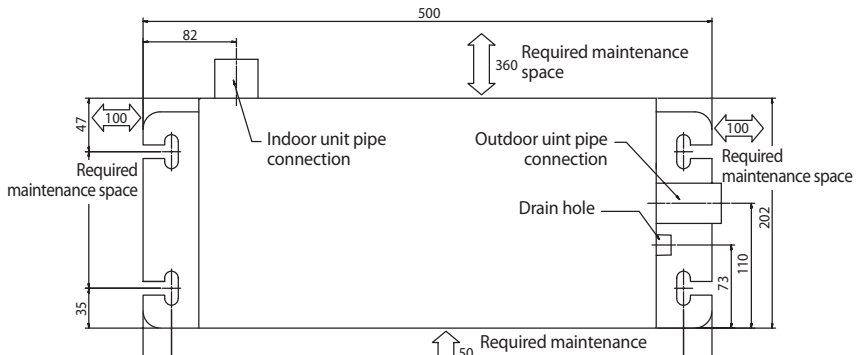 500
82
Required maintenance
360 space
47
100
100
Indoor unit pipe
connection
Outdoor uint pipe
connection
Required
maintenance space
Required
maintenance space
Drain hole
202
110
73
35
50 Required maintenance